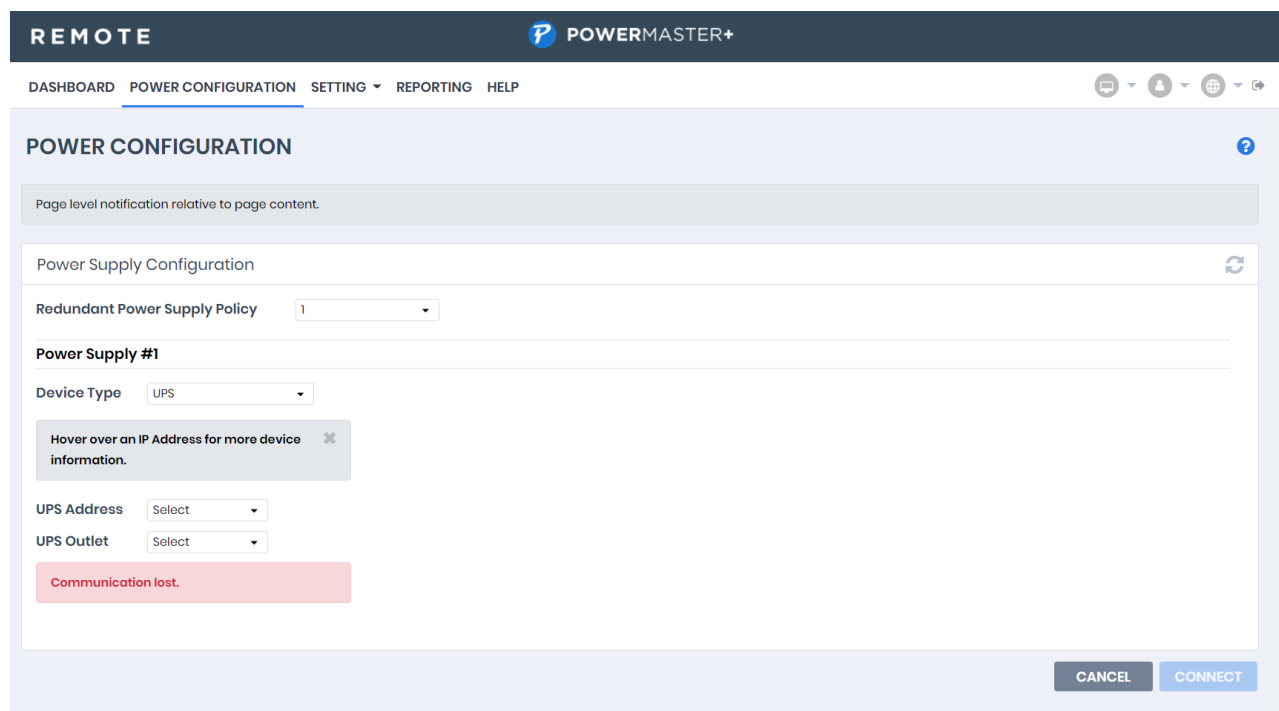 REMOTE
POWERMASTER+
DASHBOARD POWER CONFIGURATION SETTING REPORTING HELP
POWER CONFIGURATION
?
Page level notification relative to page content.
Power Supply Configuration
Redundant Power Supply Policy 1
Power Supply #1
Device Type UPS
Hover over an IP Address for more device
information.
UPS Address Select
UPS Outlet Select
Communication lost.
CANCEL CONNECT